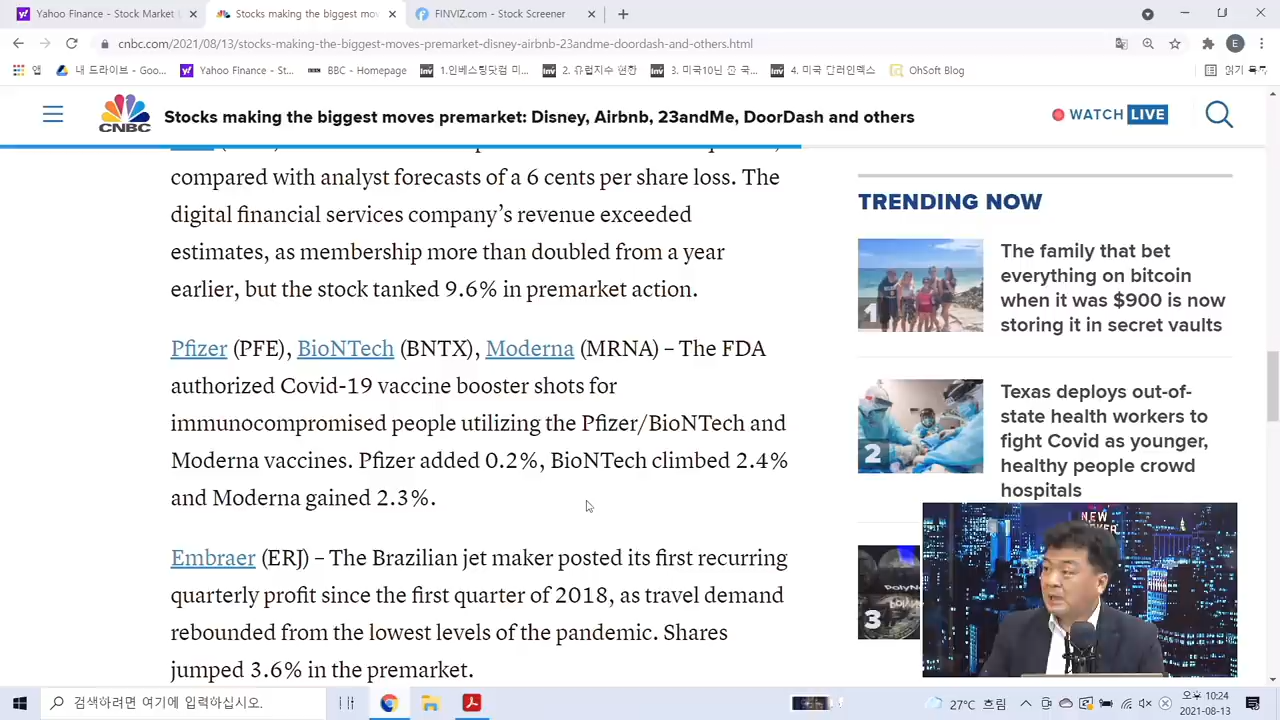 Yahoo Finance - Stock Market
Stocks making the biggest mov
FINVIZ.com - Stock Screener
cnbc.com/2021/08/13/stocks-making-the-biggest-moves-premarket-disney-airbnb-23andme-doordash-and-others.html
E
앱
내 드라이브 - Goo...
Yahoo Finance - St...
BBC - Homepage
1.인베스팅닷컴 미...
2. 유럽지수 현황
3. 미국10년 윤 국...
4. 미국 달러인덱스
OhSoft Blog
읽기 목록
CNBC
Stocks making the biggest moves premarket: Disney, Airbnb, 23andMe, DoorDash and others
WATCH LIVE
compared with analyst forecasts of a 6 cents per share loss. The
digital financial services company's revenue exceeded
estimates, as membership more than doubled from a year
earlier, but the stock tanked 9.6% in premarket action.
Pfizer (PFE), BioNTech (BNTX), Moderna (MRNA) – The FDA
authorized Covid-19 vaccine booster shots for
immunocompromised people utilizing the Pfizer/BioNTech and
Moderna vaccines. Pfizer added 0.2%, BioNTech climbed 2.4%
and Moderna gained 2.3%.
Embraer (ERJ) – The Brazilian jet maker posted its first recurring
quarterly profit since the first quarter of 2018, as travel demand
rebounded from the lowest levels of the pandemic. Shares
jumped 3.6% in the premarket.
TRENDING NOW
1
The family that bet
everything on bitcoin
when it was $900 is now
storing it in secret vaults
2
Texas deploys out-of-
state health workers to
fight Covid as younger,
healthy people crowd
hospitals
3
NEW
검색하려면 여기에 입력하십시오.
27°C 흐림
오후 10:24
2021-08-13